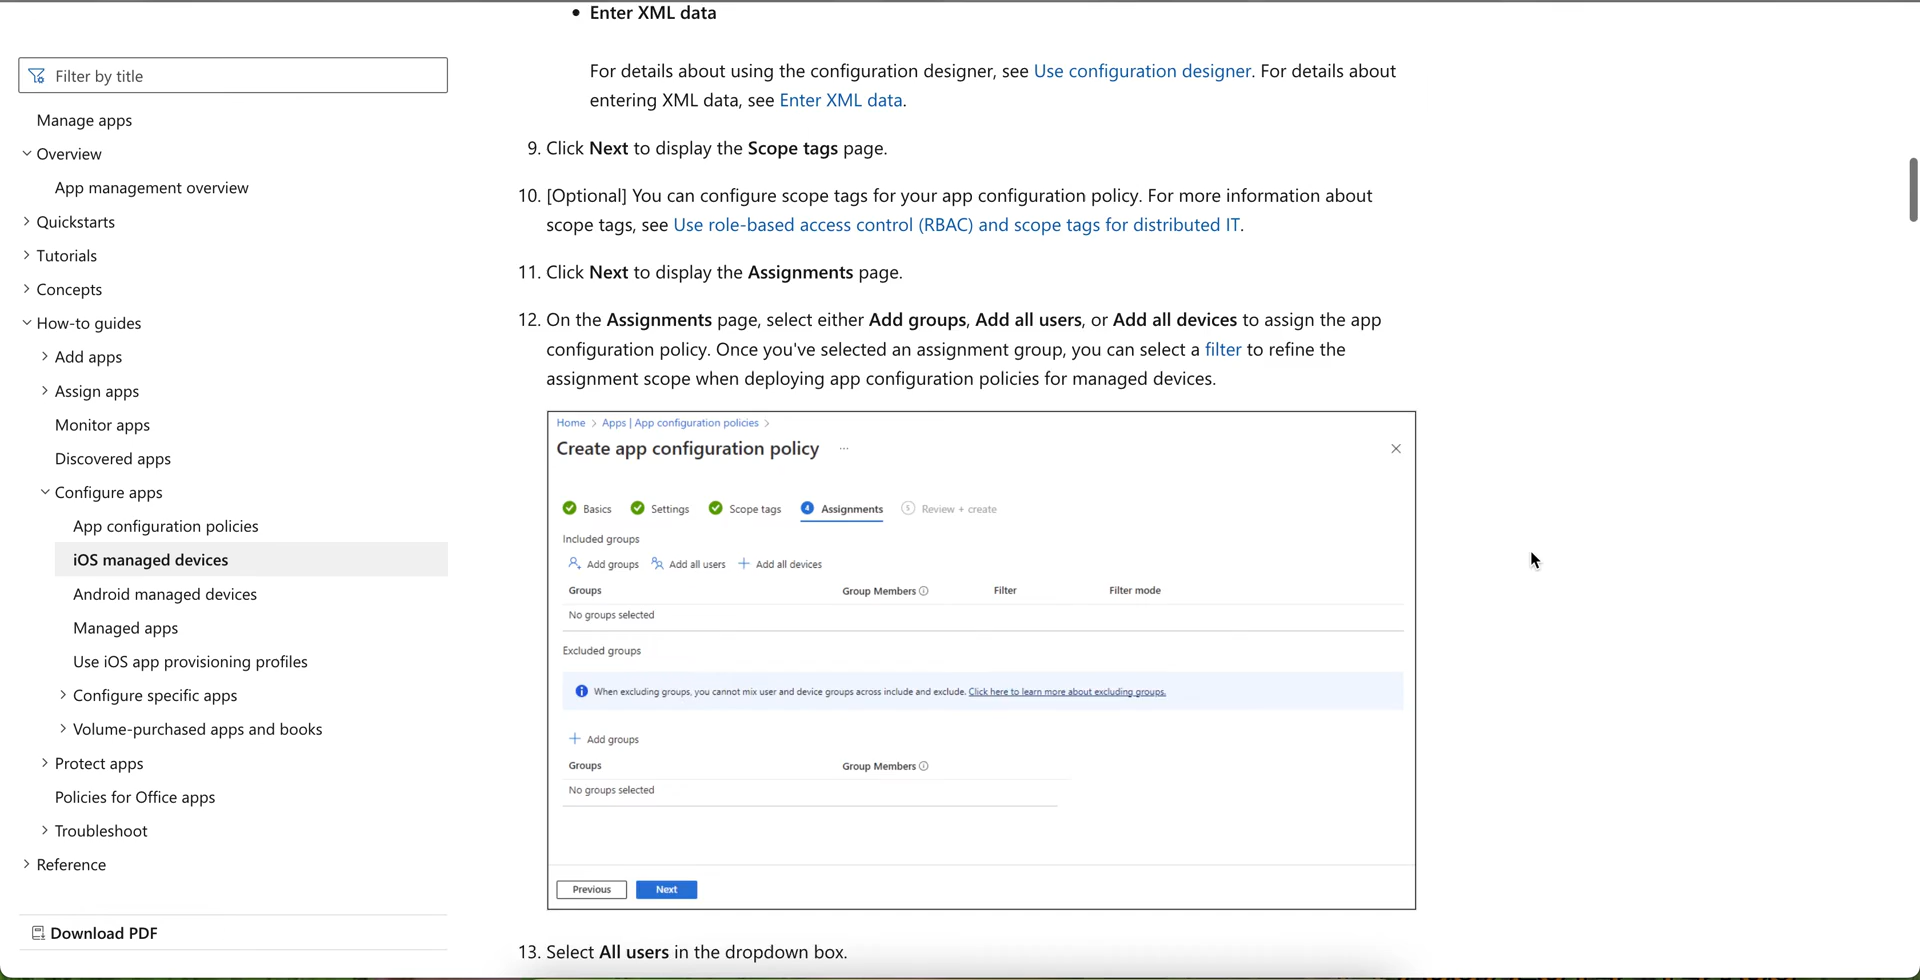 Filter by title
Manage apps
Overview
App management overview
Quickstarts
Tutorials
Concepts
How-to guides
Add apps
Assign apps
Monitor apps
Discovered apps
Configure apps
App configuration policies
iOS managed devices
Android managed devices
Managed apps
Use iOS app provisioning profiles
Configure specific apps
Volume-purchased apps and books
Protect apps
Policies for Office apps
Troubleshoot
Reference
Download PDF
• Enter XML data
For details about using the configuration designer, see Use configuration designer. For details about
entering XML data, see Enter XML data.
9. Click Next to display the Scope tags page.
10. [Optional] You can configure scope tags for your app configuration policy. For more information about
scope tags, see Use role-based access control (RBAC) and scope tags for distributed IT.
11. Click Next to display the Assignments page.
12. On the Assignments page, select either Add groups, Add all users, or Add all devices to assign the app
configuration policy. Once you've selected an assignment group, you can select a filter to refine the
assignment scope when deploying app configuration policies for managed devices.
Home > Apps | App configuration policies >
Create app configuration policy ...
Basics Settings Scope tags 4 Assignments 5 Review + create
Included groups
Add groups Add all users + Add all devices
Groups Group Members Filter Filter mode
No groups selected
Excluded groups
When excluding groups, you cannot mix user and device groups across include and exclude. Click here to learn more about excluding groups.
+ Add groups
Groups Group Members
No groups selected
Previous Next
13. Select All users in the dropdown box.